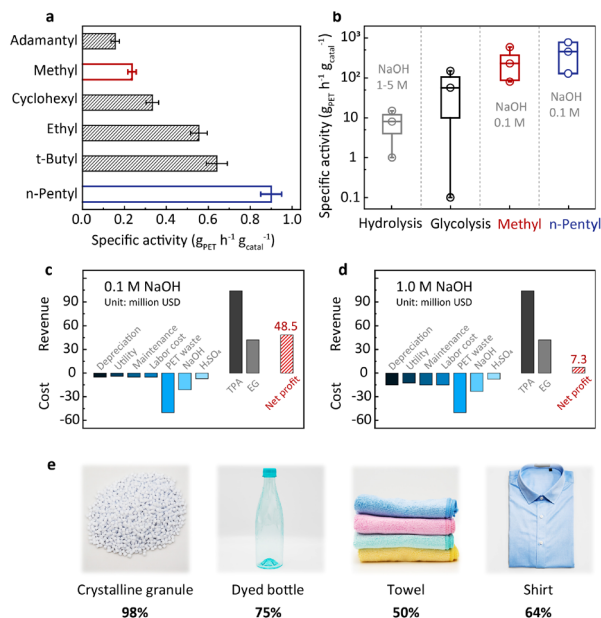 a
Adamantyl
Methyl
Cyclohexyl
Ethyl
t-Butyl
n-Pentyl
0.0 0.2 0.4 0.6 0.8 1.0
Specific activity (gPET h⁻¹ gcatal⁻¹)
b
Specific activity (gPET h⁻¹ gcatal⁻¹)
10³
10²
10
1
0.1
NaOH
1-5 M
NaOH
0.1 M
NaOH
0.1 M
Hydrolysis Glycolysis Methyl n-Pentyl
c
0.1 M NaOH
Unit: million USD
Revenue
Cost
90
60
30
0
-30
-60
Depreciation
Utility
Maintenance
Labor cost
PET waste
NaOH
H₂SO₄
TPA
EG
48.5
Net profit
d
1.0 M NaOH
Unit: million USD
Revenue
Cost
90
60
30
0
-30
-60
Depreciation
Utility
Maintenance
Labor cost
PET waste
NaOH
H₂SO₄
TPA
EG
7.3
Net profit
e
Crystalline granule Dyed bottle Towel Shirt
98% 75% 50% 64%